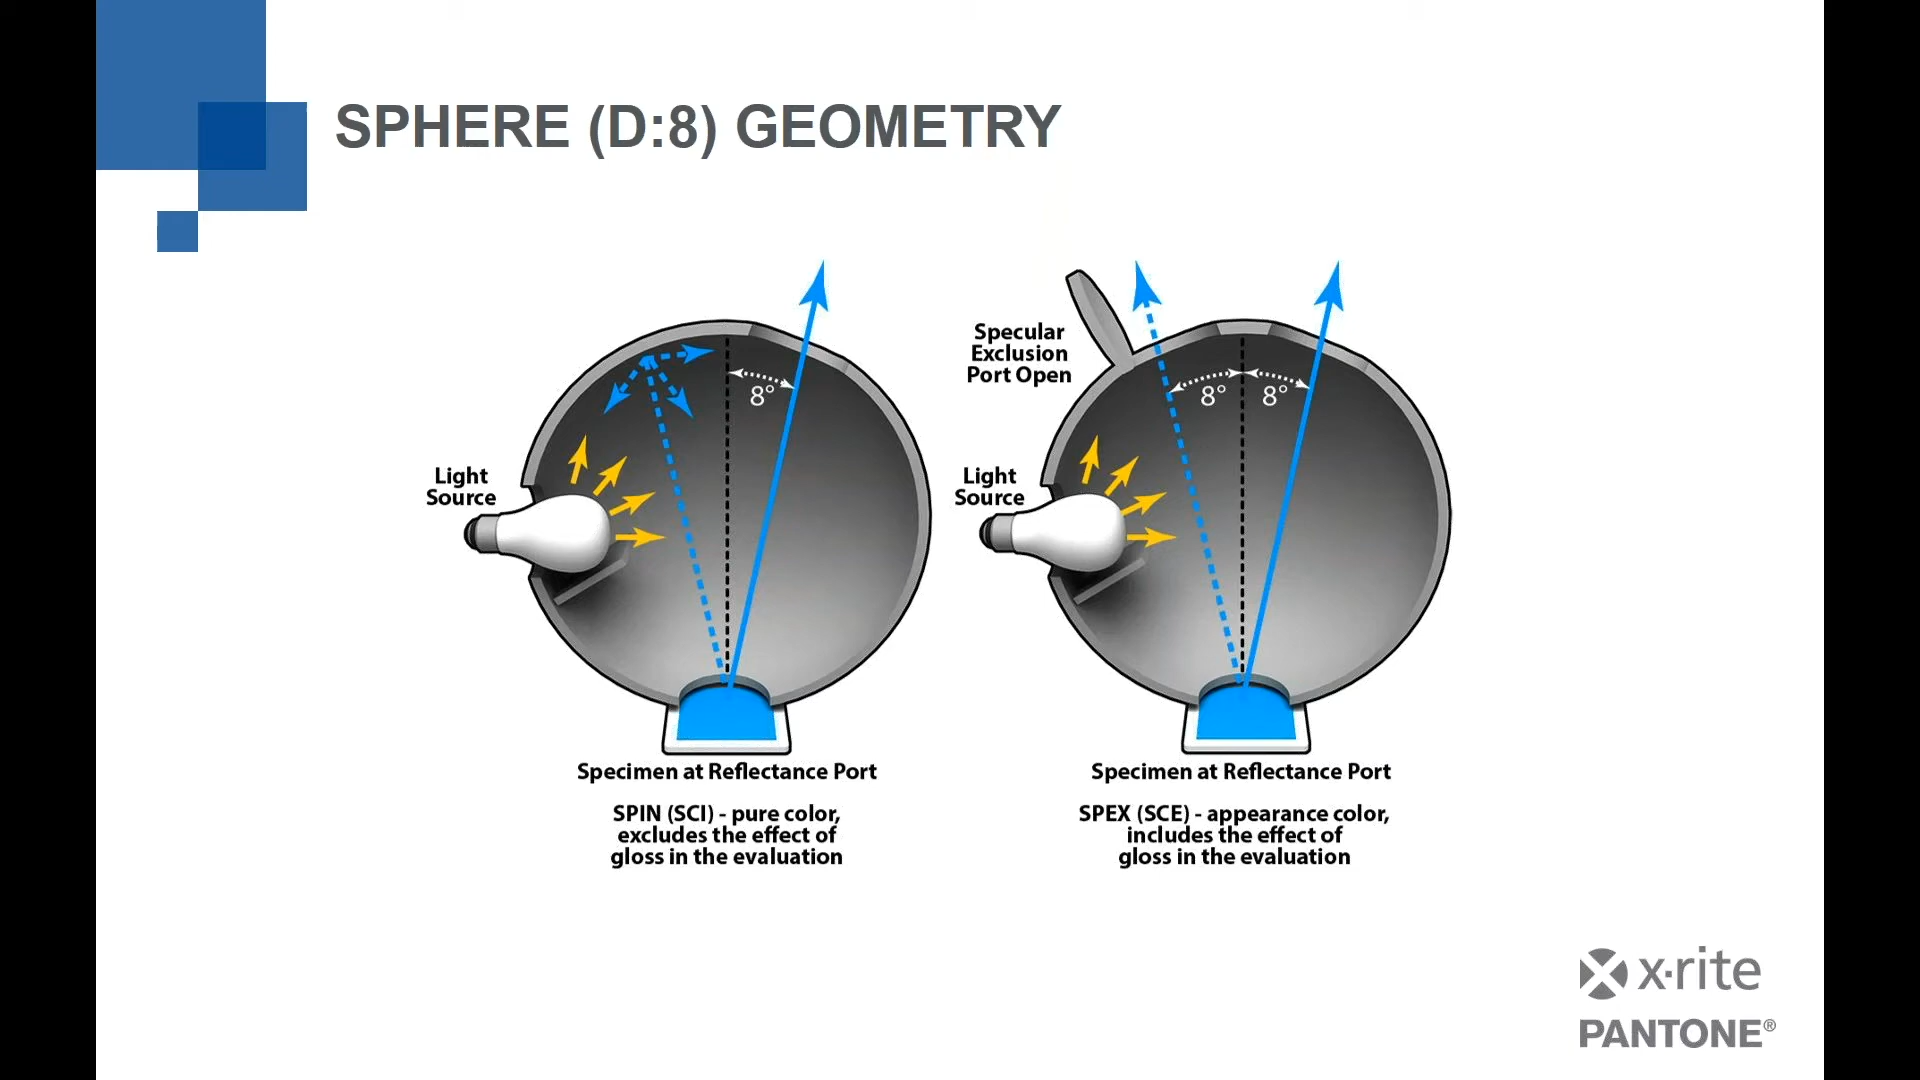 SPHERE (D:8) GEOMETRY
8°
Light
Source
Specimen at Reflectance Port
SPIN (SCI) - pure color,
excludes the effect of
gloss in the evaluation
Specular
Exclusion
Port Open
8°
8°
Light
Source
Specimen at Reflectance Port
SPEX (SCE) - appearance color,
includes the effect of
gloss in the evaluation
x·rite
PANTONE®